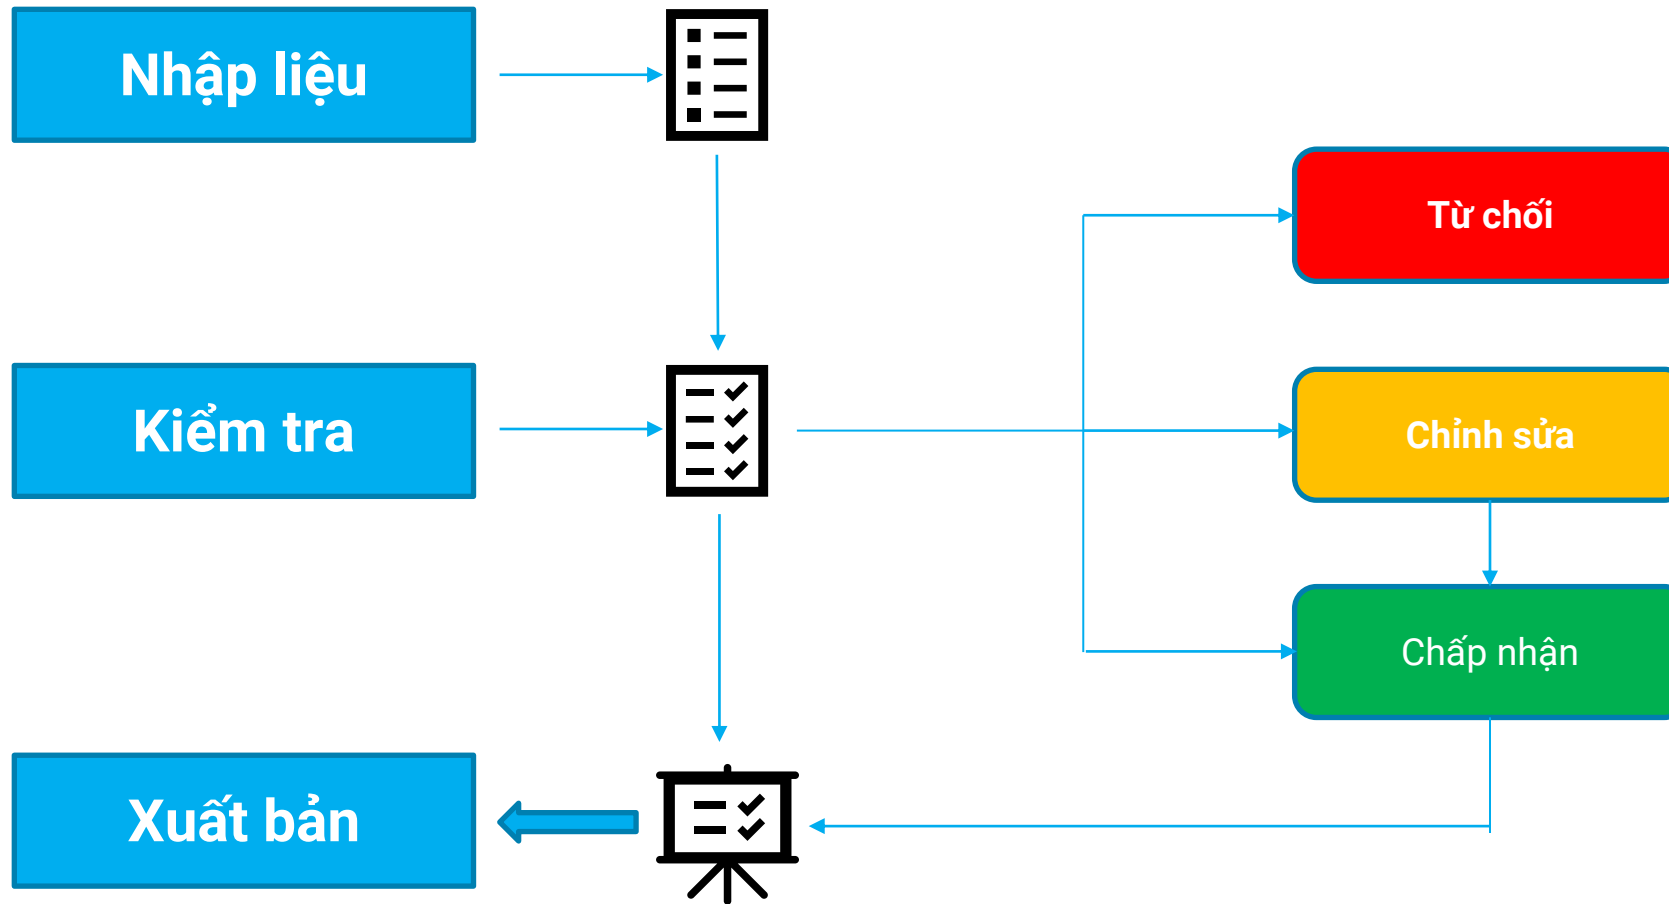 Nhập liệu
Từ chối
Kiểm tra
Chỉnh sửa
Chấp nhận
Xuất bản